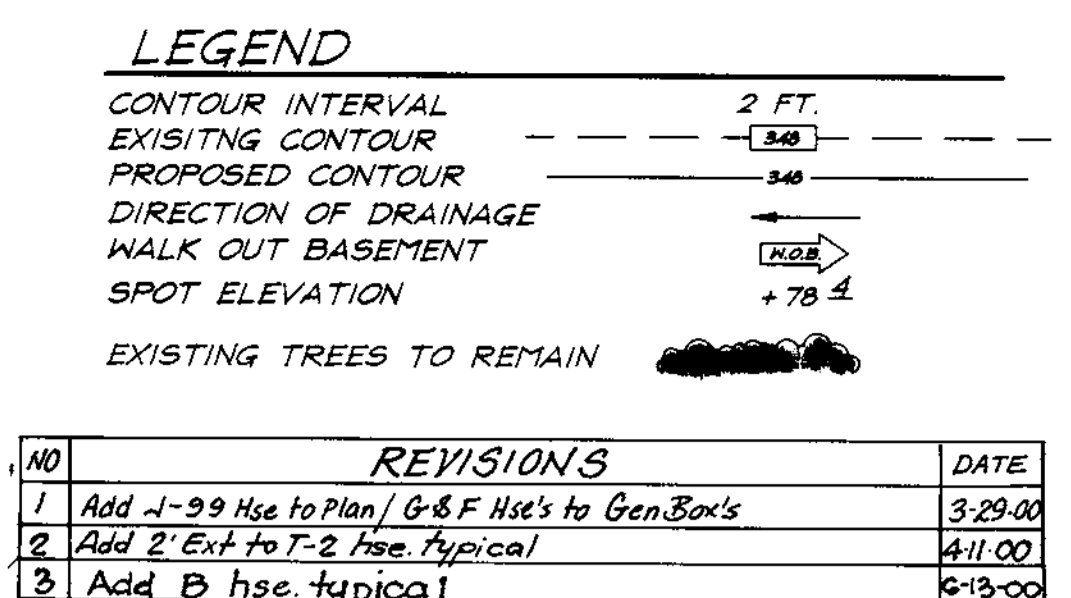 LEGEND
CONTOUR INTERVAL 2 FT.
EXISITNG CONTOUR 348
PROPOSED CONTOUR 348
DIRECTION OF DRAINAGE
WALK OUT BASEMENT W.O.B.
SPOT ELEVATION + 78 4
EXISTING TREES TO REMAIN
NO REVISIONS DATE
1 Add J-99 Hse to Plan/ G&F Hse's to Gen Box's 3-29-00
2 Add 2' Ext to T-2 hse. typical 4-11-00
3 Add B hse. typical 6-13-00